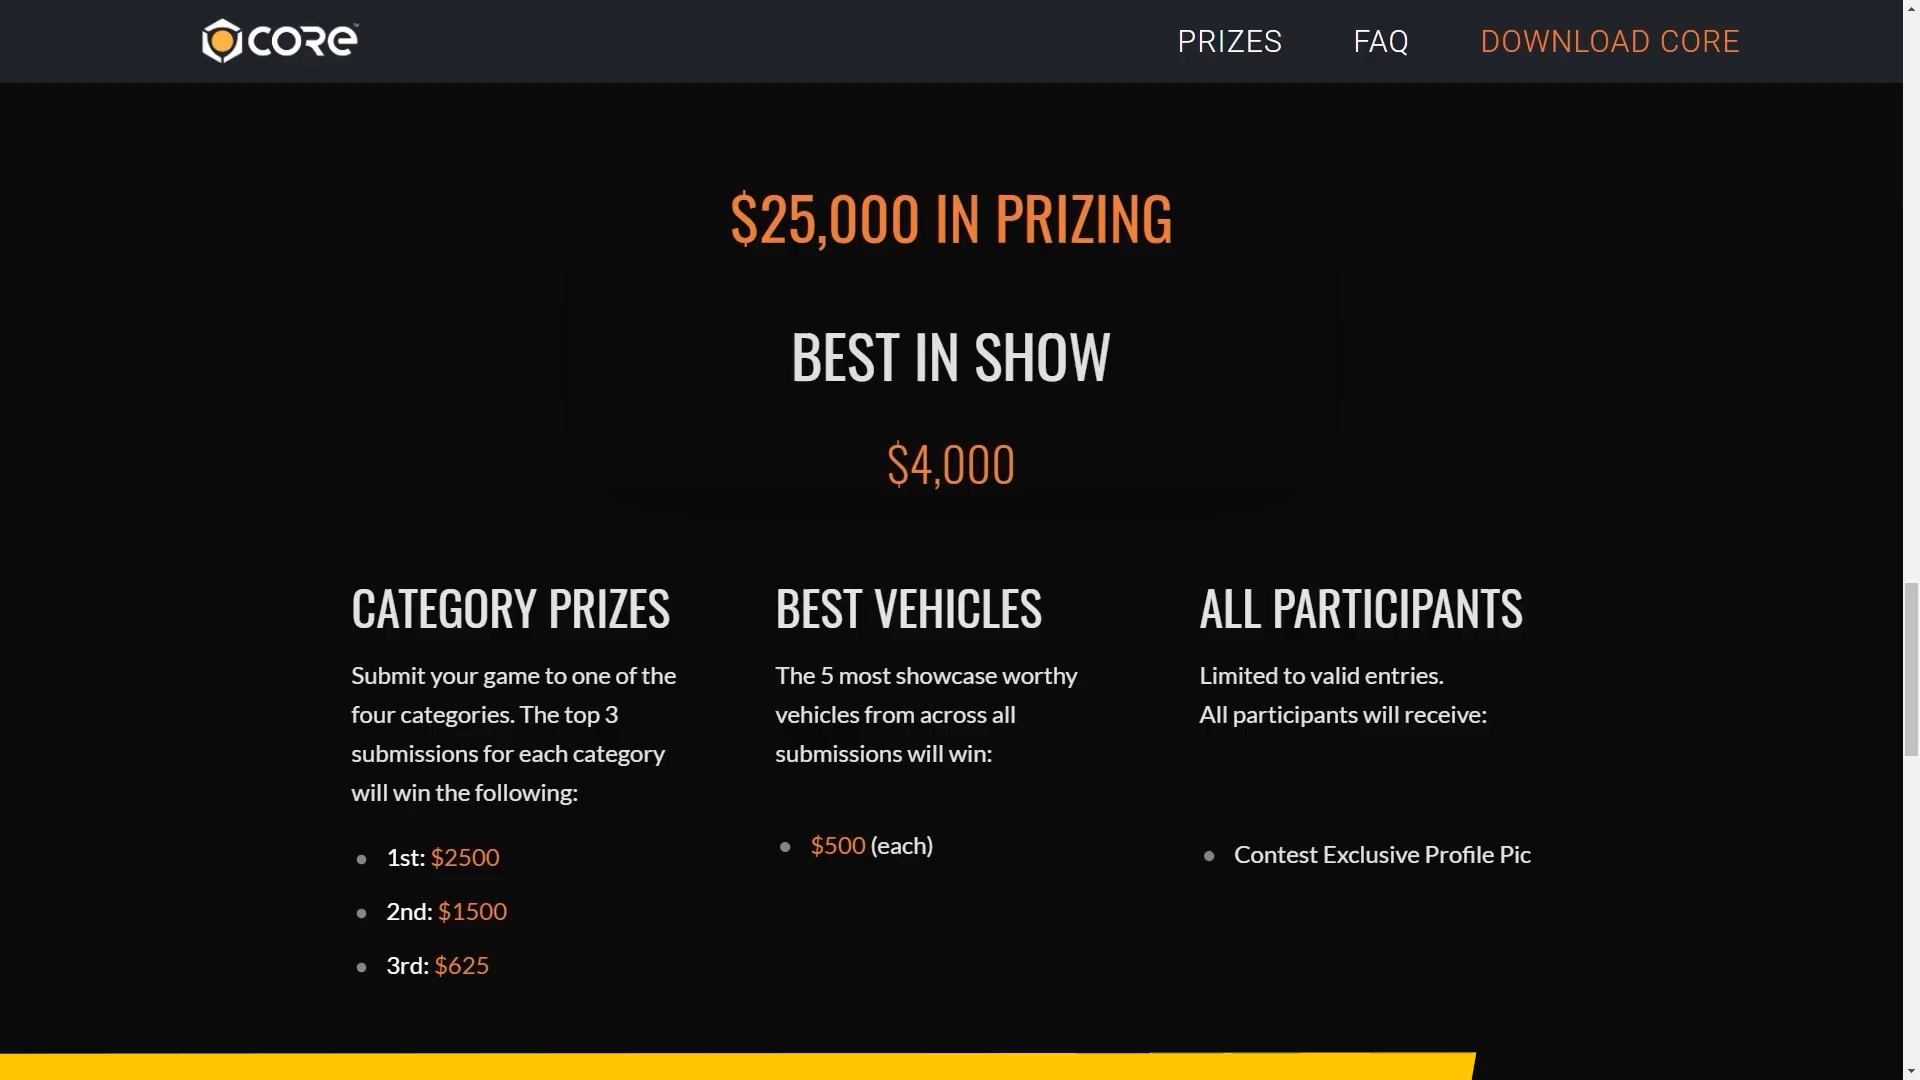 CORE™
PRIZES
FAQ
DOWNLOAD CORE
$25,000 IN PRIZING
BEST IN SHOW
$4,000
CATEGORY PRIZES
Submit your game to one of the
four categories. The top 3
submissions for each category
will win the following:
1st: $2500
2nd: $1500
3rd: $625
BEST VEHICLES
The 5 most showcase worthy
vehicles from across all
submissions will win:
$500 (each)
ALL PARTICIPANTS
Limited to valid entries.
All participants will receive:
Contest Exclusive Profile Pic